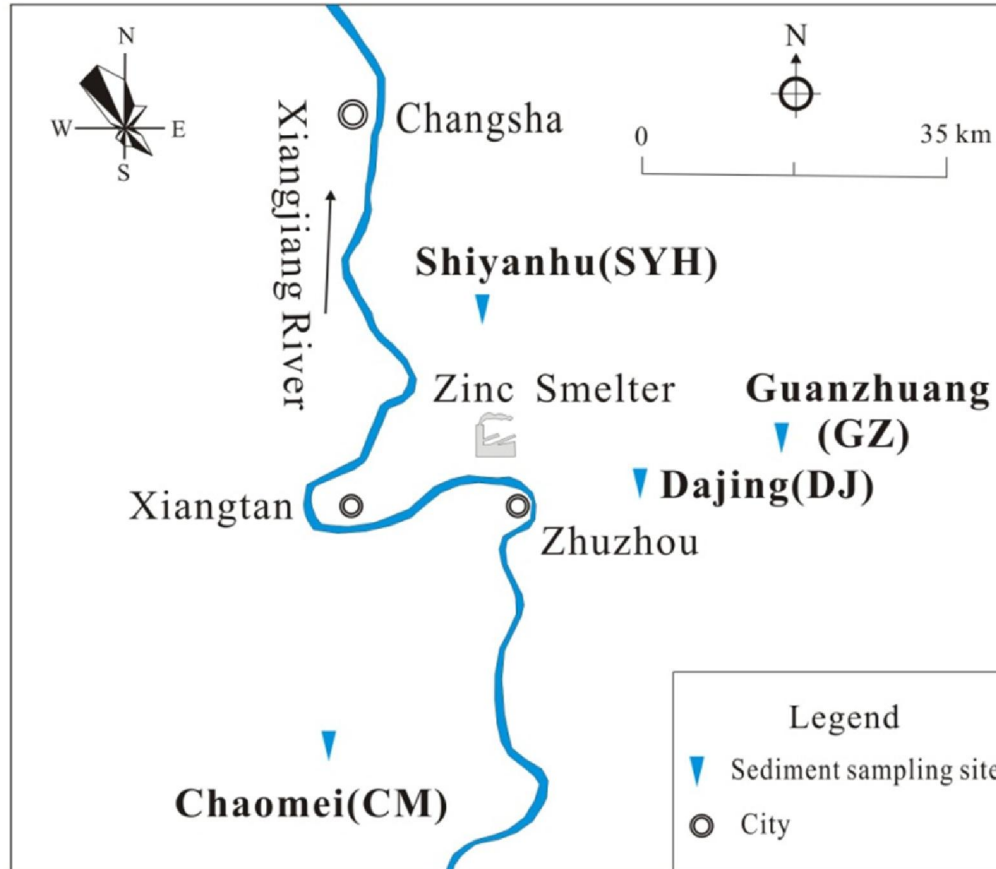 N
W
E
S
N
0
35 km
Changsha
Xiangjiang River
Shiyanhu(SYH)
Zinc Smelter
Guanzhuang
(GZ)
Dajing(DJ)
Xiangtan
Zhuzhou
Chaomei(CM)
Legend
Sediment sampling site
City